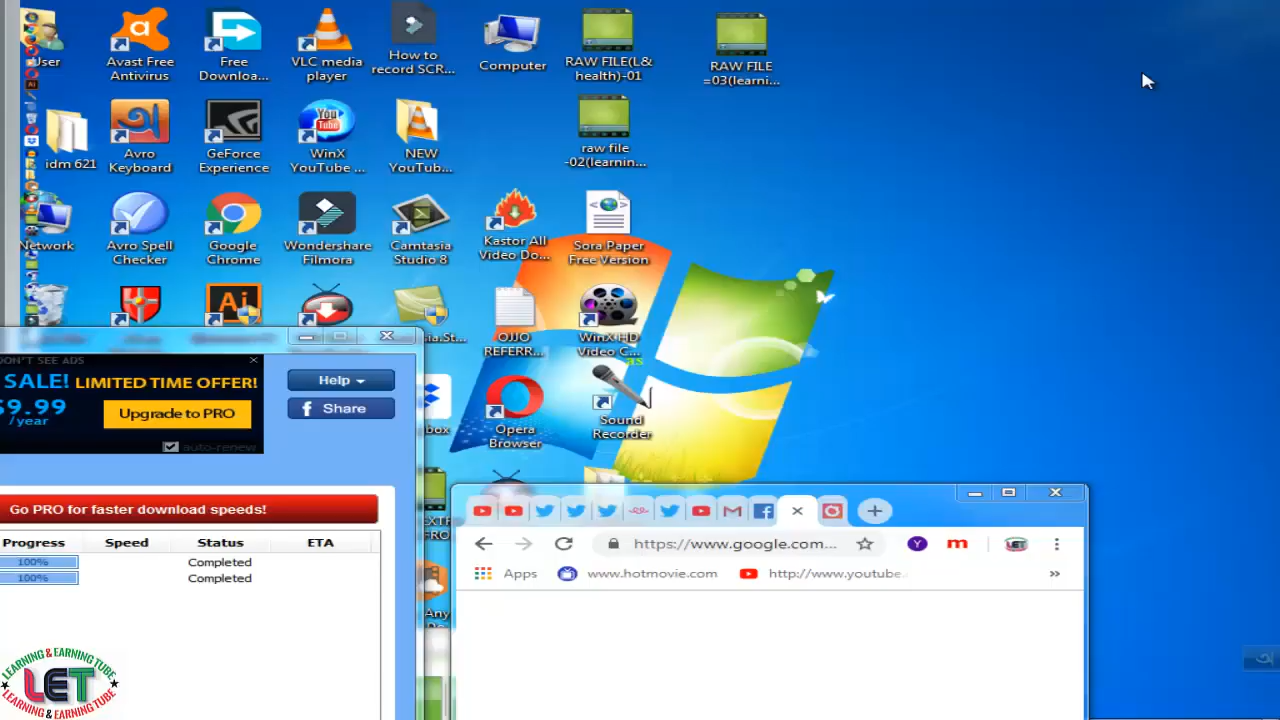 User
Avast Free
Antivirus
Free
Downloa...
VLC media
player
How to
record SCR...
Computer
RAW FILE(L&
health)-01
RAW FILE
=03(learni...
idm 621
Avro
Keyboard
GeForce
Experience
You
Tube
WinX
YouTube ...
NEW
YouTub...
raw file
-02(learnin...
Network
Avro Spell
Checker
Google
Chrome
Wondershare
Filmora
Camtasia
Studio 8
Kastor All
Video Do...
Sora Paper
Free Version
Ai
OJJO
REFERR...
WinX HD
Video C...
as
Opera
Browser
Sound
Recorder
DON'T SEE ADS
SALE! LIMITED TIME OFFER!
$9.99
/year
Upgrade to PRO
auto-renew
Help
f Share
Go PRO for faster download speeds!
Progress Speed Status ETA
100% Completed
100% Completed
https://www.google.com...
Y
m
LET
Apps
www.hotmovie.com
http://www.youtube.
»
LEARNING & EARNING TUBE
LET
LEARNING & EARNING TUBE